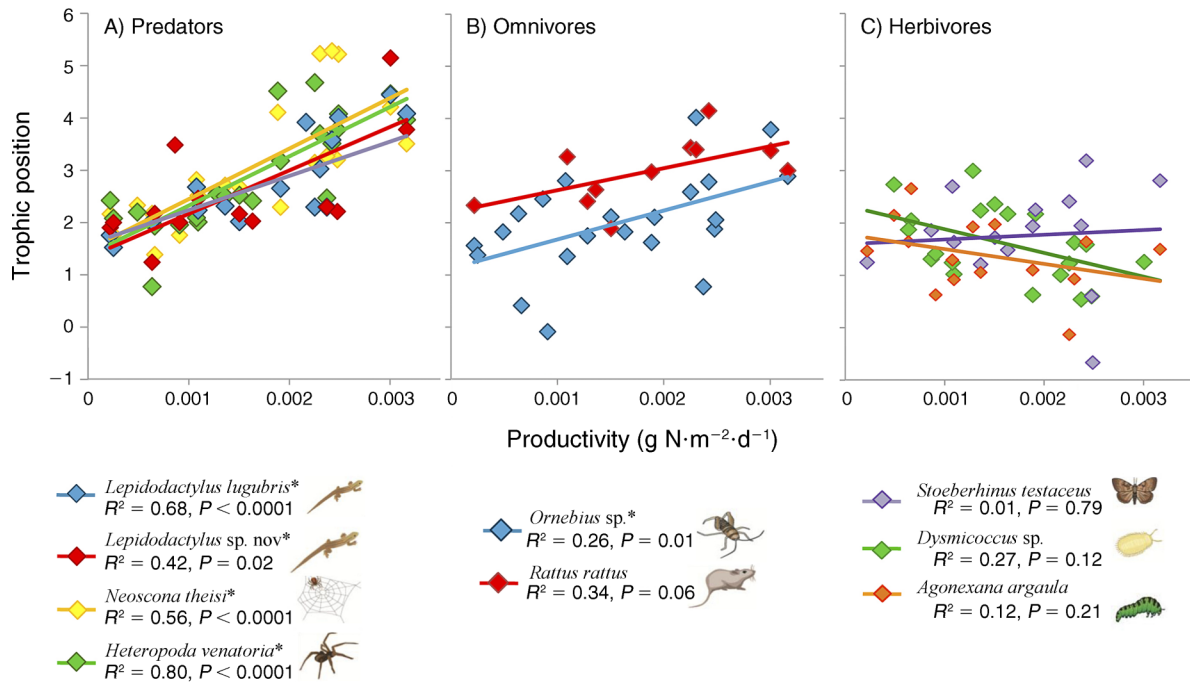 A) Predators
B) Omnivores
C) Herbivores
6
5
4
3
2
1
0
−1
Trophic position
0 0.001 0.002 0.003
0 0.001 0.002 0.003
0 0.001 0.002 0.003
Productivity (g N·m−2·d−1)
Lepidodactylus lugubris*
R2 = 0.68, P < 0.0001
Lepidodactylus sp. nov*
R2 = 0.42, P = 0.02
Neoscona theisi*
R2 = 0.56, P < 0.0001
Heteropoda venatoria*
R2 = 0.80, P < 0.0001
Ornebius sp.*
R2 = 0.26, P = 0.01
Rattus rattus
R2 = 0.34, P = 0.06
Stoeberhinus testaceus
R2 = 0.01, P = 0.79
Dysmicoccus sp.
R2 = 0.27, P = 0.12
Agonexana argaula
R2 = 0.12, P = 0.21